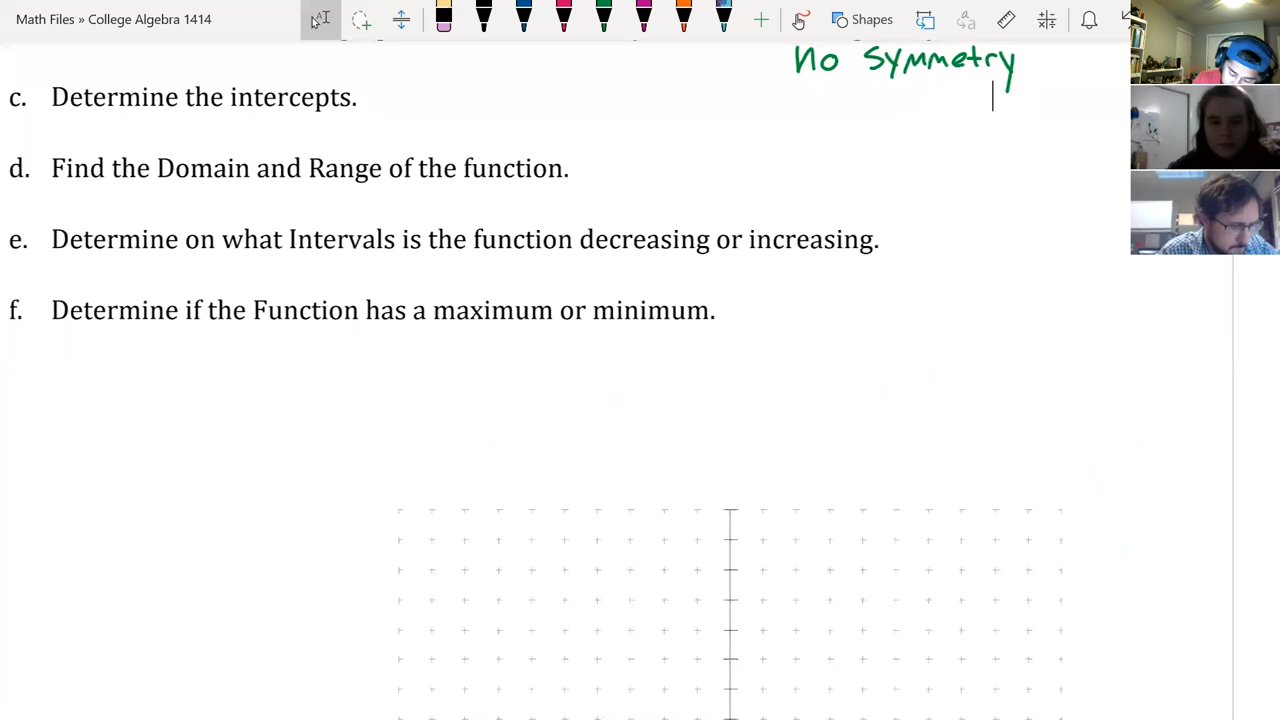 Math Files » College Algebra 1414
Shapes
no Symmetry
c. Determine the intercepts.
d. Find the Domain and Range of the function.
e. Determine on what Intervals is the function decreasing or increasing.
f. Determine if the Function has a maximum or minimum.